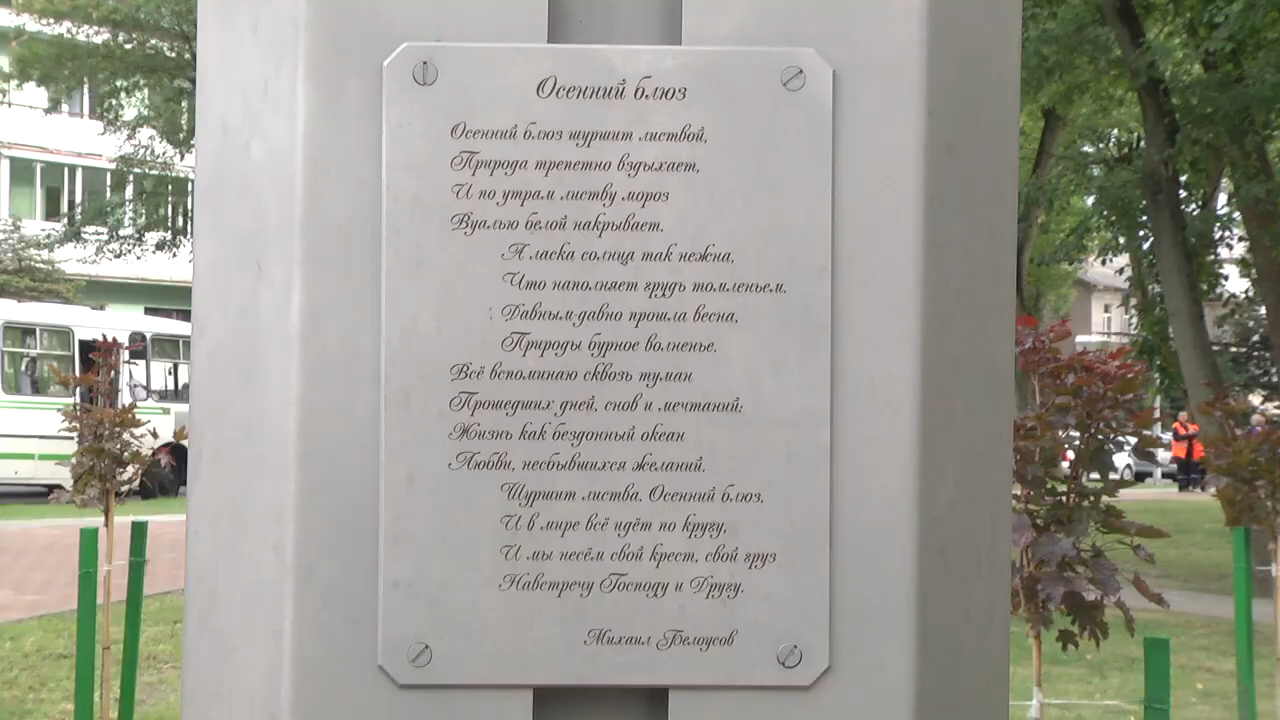 Осенний блюз
Осенний блюз шуршит листвой,
Природа трепетно вздыхает,
И по утрам листву мороз
Вуалью белой накрывает.
А ласка солнца так нежна,
Что наполняет грудь томленьем.
Давным-давно прошла весна,
Природы бурное волненье.
Всё вспоминаю сквозь туман
Прошедших дней, снов и мечтаний:
Жизнь как бездонный океан
Любви, несбывшихся желаний.
Шуршит листва. Осенний блюз.
И в мире всё идёт по кругу,
И мы несём свой крест, свой груз
Навстречу Господу и Другу.
Михаил Белоусов